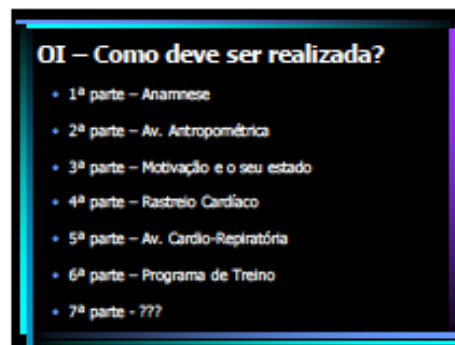 OI – Como deve ser realizada?
• 1ª parte – Anamnese
• 2ª parte – Av. Antropométrica
• 3ª parte – Motivação e o seu estado
• 4ª parte – Rastreio Cardíaco
• 5ª parte – Av. Cardio-Repiratória
• 6ª parte – Programa de Treino
• 7ª parte - ???